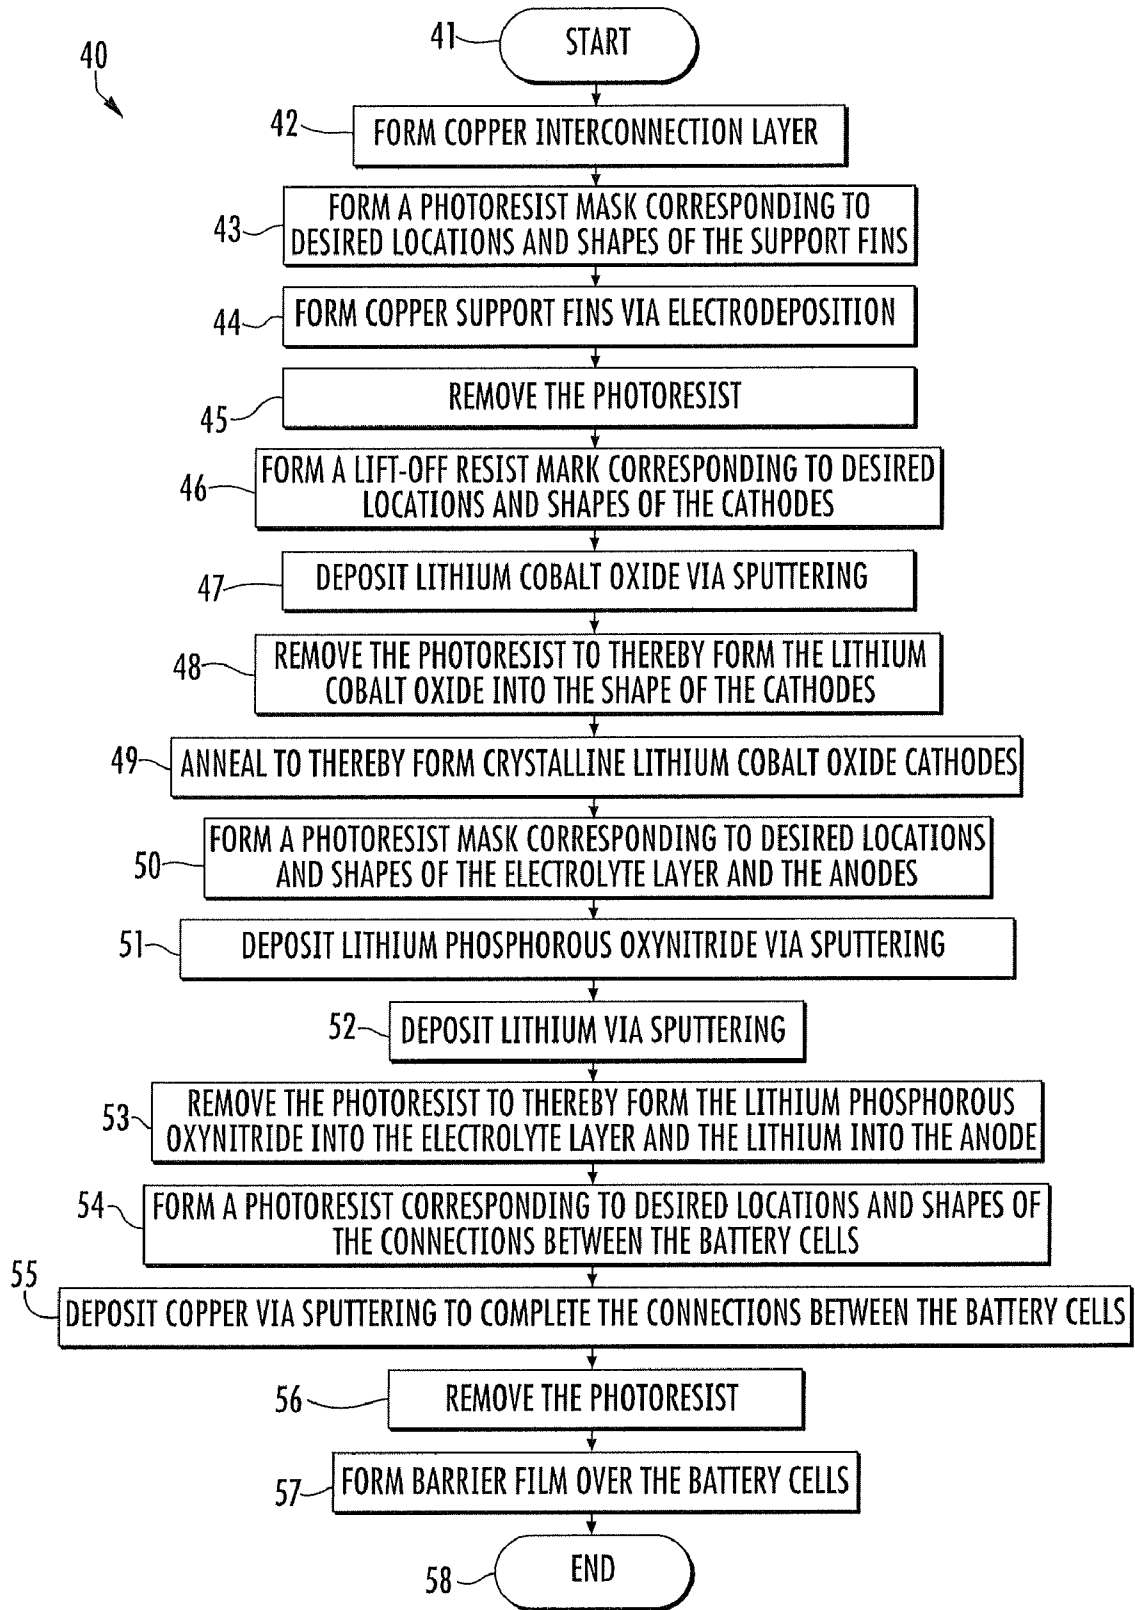 40
41
START
42
FORM COPPER INTERCONNECTION LAYER
43
FORM A PHOTORESIST MASK CORRESPONDING TO
DESIRED LOCATIONS AND SHAPES OF THE SUPPORT FINS
44
FORM COPPER SUPPORT FINS VIA ELECTRODEPOSITION
45
REMOVE THE PHOTORESIST
46
FORM A LIFT-OFF RESIST MARK CORRESPONDING TO DESIRED
LOCATIONS AND SHAPES OF THE CATHODES
47
DEPOSIT LITHIUM COBALT OXIDE VIA SPUTTERING
48
REMOVE THE PHOTORESIST TO THEREBY FORM THE LITHIUM
COBALT OXIDE INTO THE SHAPE OF THE CATHODES
49
ANNEAL TO THEREBY FORM CRYSTALLINE LITHIUM COBALT OXIDE CATHODES
50
FORM A PHOTORESIST MASK CORRESPONDING TO DESIRED LOCATIONS
AND SHAPES OF THE ELECTROLYTE LAYER AND THE ANODES
51
DEPOSIT LITHIUM PHOSPHOROUS OXYNITRIDE VIA SPUTTERING
52
DEPOSIT LITHIUM VIA SPUTTERING
53
REMOVE THE PHOTORESIST TO THEREBY FORM THE LITHIUM PHOSPHOROUS
OXYNITRIDE INTO THE ELECTROLYTE LAYER AND THE LITHIUM INTO THE ANODE
54
FORM A PHOTORESIST CORRESPONDING TO DESIRED LOCATIONS AND SHAPES OF
THE CONNECTIONS BETWEEN THE BATTERY CELLS
55
DEPOSIT COPPER VIA SPUTTERING TO COMPLETE THE CONNECTIONS BETWEEN THE BATTERY CELLS
56
REMOVE THE PHOTORESIST
57
FORM BARRIER FILM OVER THE BATTERY CELLS
58
END